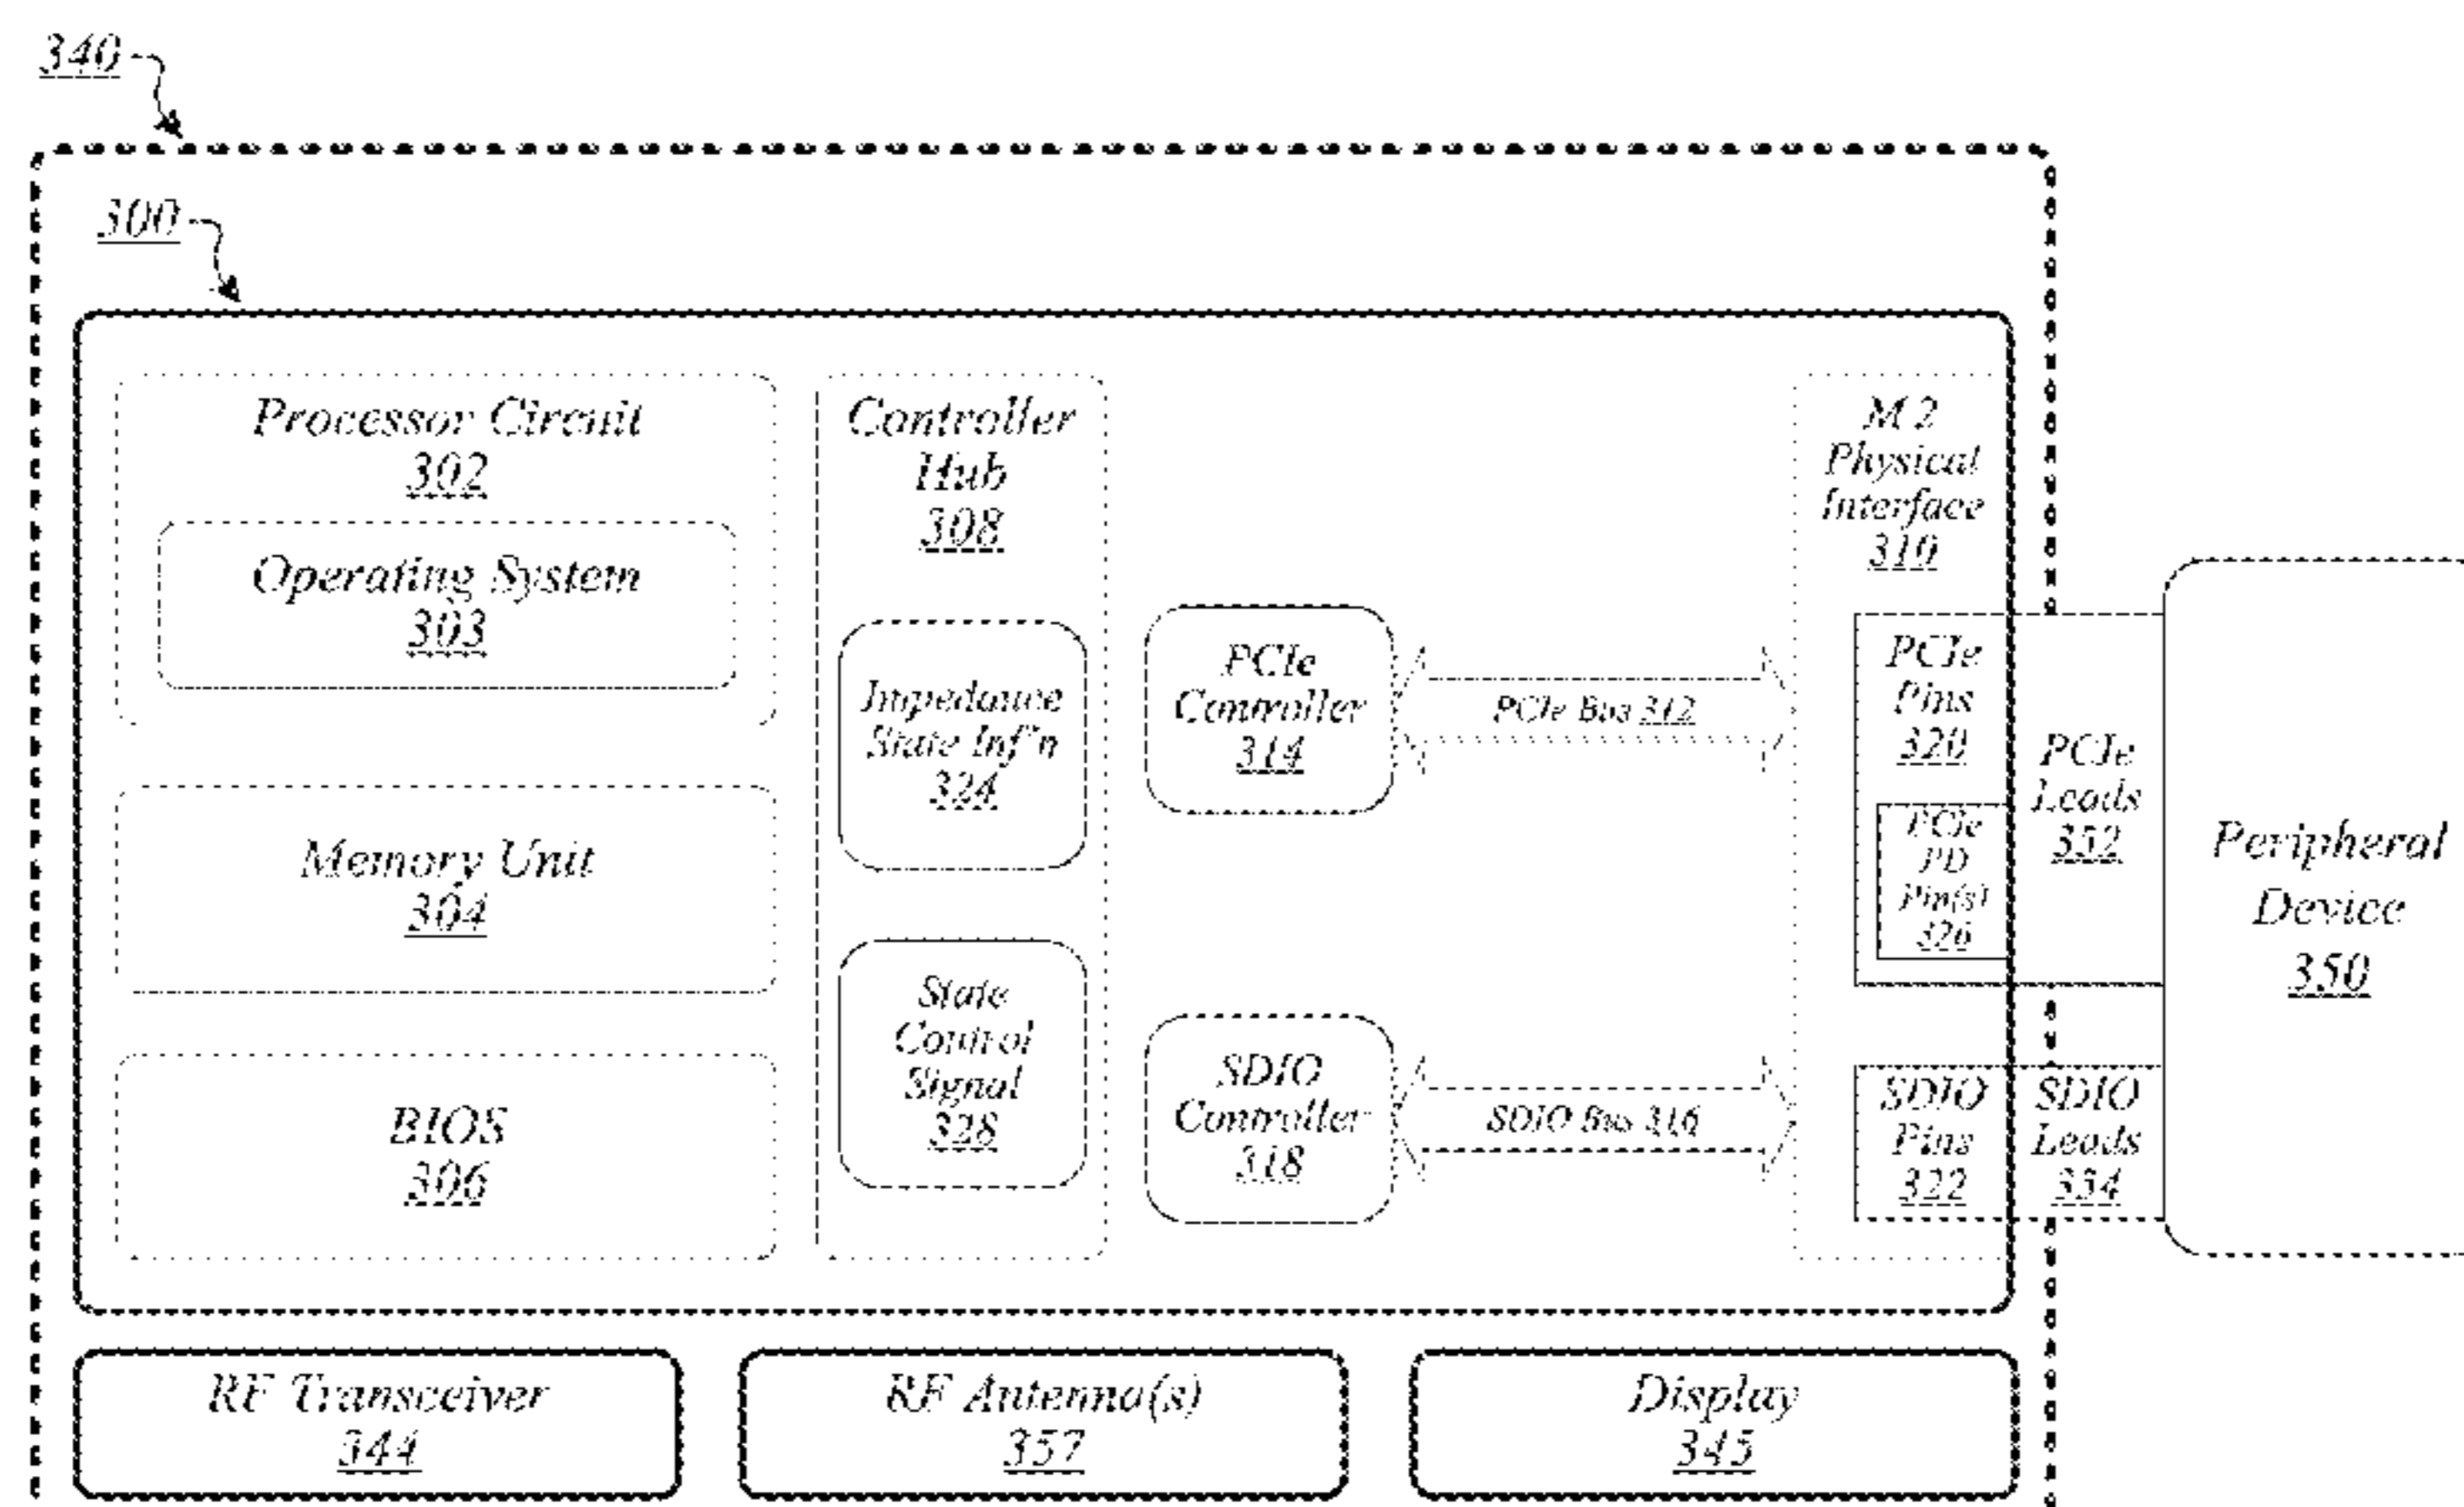 340
300
Processor Circuit
302
Operating System
303
Memory Unit
304
BIOS
306
Controller
Hub
308
Impedance
State Inf'n
324
State
Control
Signal
328
PCIe
Controller
314
PCIe Bus 312
SDIO
Controller
318
SDIO Bus 316
M.2
Physical
Interface
310
PCIe
Pins
320
PCIe
PD
Pin(s)
326
PCIe
Leads
352
SDIO
Pins
322
SDIO
Leads
354
Peripheral
Device
350
RF Transceiver
344
RF Antenna(s)
357
Display
345